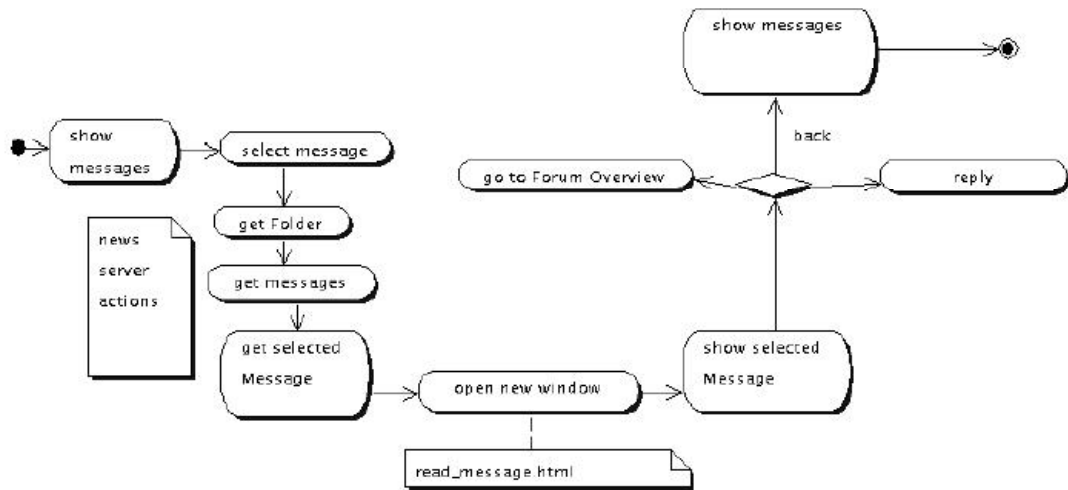 show messages
back
show
messages
select message
go to Forum Overview
reply
get Folder
news
server
actions
get messages
get selected
Message
show selected
Message
open new window
read_message.html